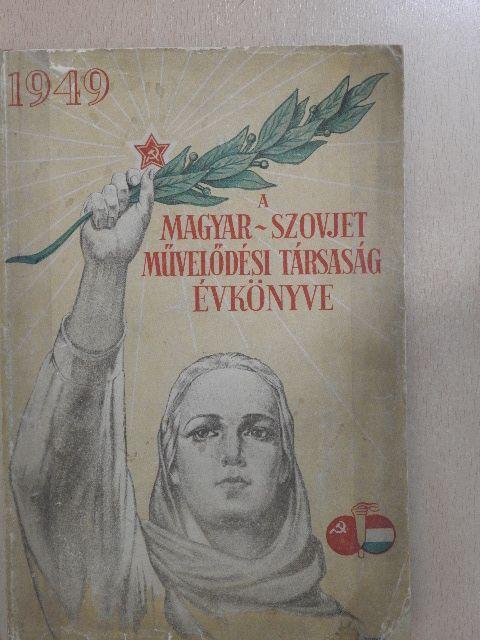 1949
A
MAGYAR~SZOVJET
MŰVELŐDÉSI TÁRSASÁG
ÉVKÖNYVE